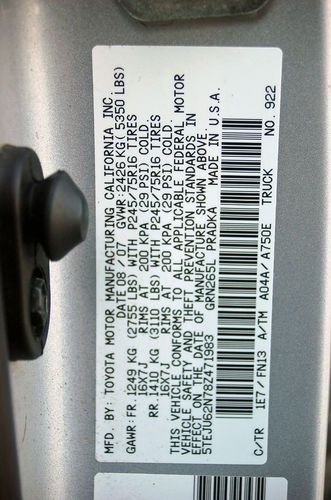 MFD. BY: TOYOTA MOTOR MANUFACTURING CALIFORNIA INC.
DATE 08 / 07 GVWR: 2426 KG ( 5350 LBS)
GAWR: FR. 1249 KG (2755 LBS) WITH P245/75R16 TIRES
16X7J RIMS AT 200 KPA (29 PSI) COLD.
RR. 1410 KG (3110 LBS) WITH P245/75R16 TIRES
16X7J RIMS AT 200 KPA (29 PSI) COLD.
THIS VEHICLE CONFORMS TO ALL APPLICABLE FEDERAL MOTOR
VEHICLE SAFETY AND THEFT PREVENTION STANDARDS IN
EFFECT ON THE DATE OF MANUFACTURE SHOWN ABOVE.
5TEJU62N78Z471983 GRN265L PRADKA MADE IN U.S.A.
C/TR 1E7/ FN13 A/TM A04A/ A750E TRUCK NO. 922